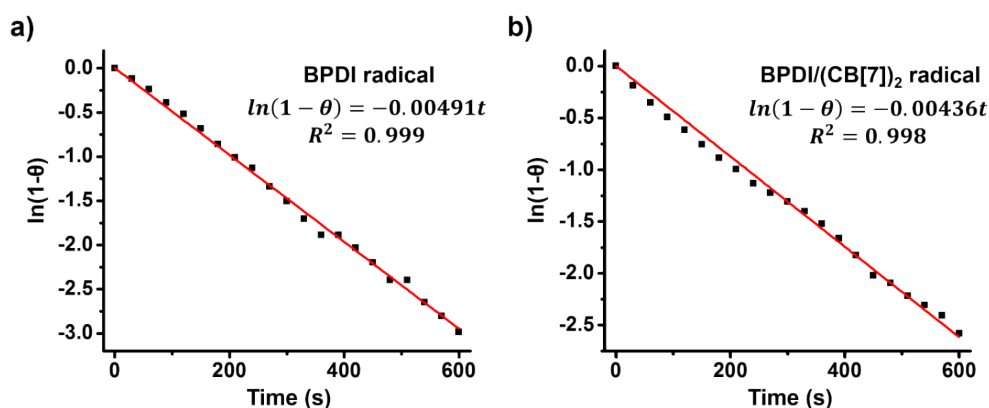 a)
BPDI radical
ln(1 − θ) = −0.00491t
R² = 0.999
ln(1-θ)
0.0
-0.5
-1.0
-1.5
-2.0
-2.5
-3.0
0 200 400 600
Time (s)
b)
BPDI/(CB[7])₂ radical
ln(1 − θ) = −0.00436t
R² = 0.998
ln(1-θ)
0.0
-0.5
-1.0
-1.5
-2.0
-2.5
0 200 400 600
Time (s)